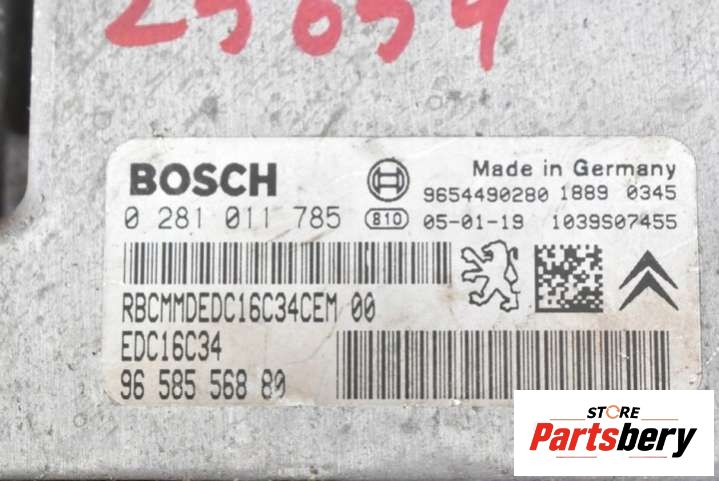 25659
BOSCH
Made in Germany
9654490280 1889 0345
0 281 011 785
810
05-01-19 1039S07455
RBCMMDEDC16C34CEM 00
EDC16C34
96 585 568 80
STORE
Partsbery